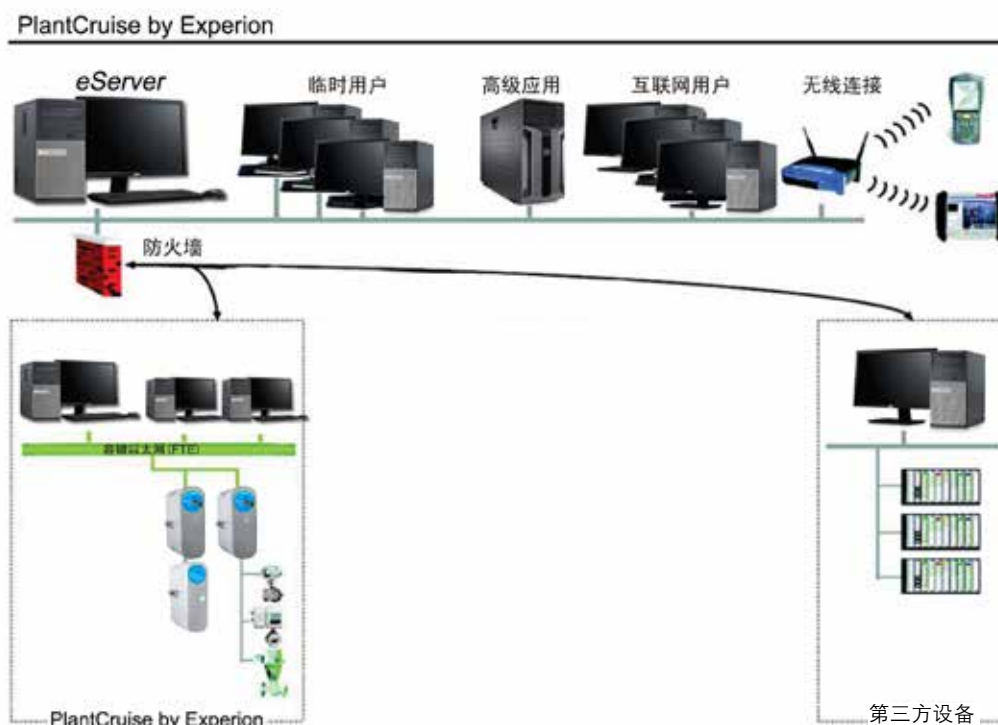 PlantCruise by Experion
eServer
临时用户
高级应用
互联网用户
无线连接
防火墙
容错以太网(FTE)
PlantCruise by Experion
第三方设备